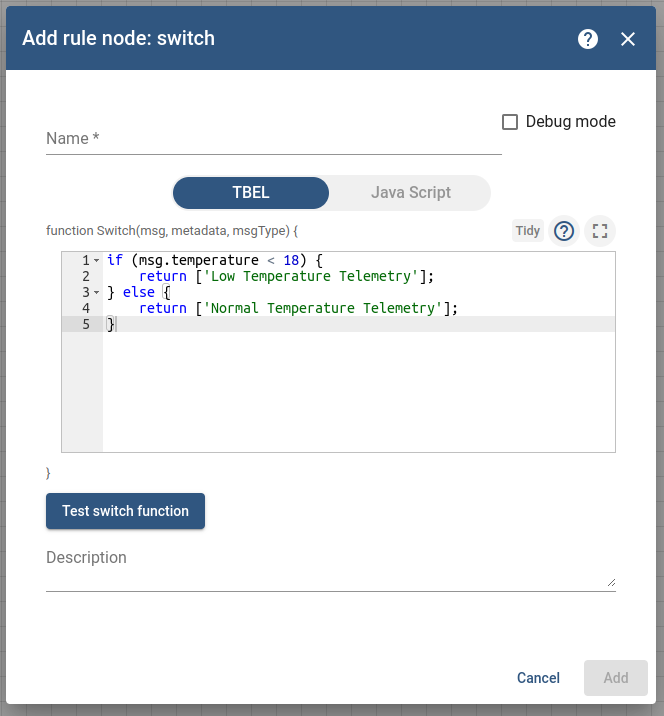 Add rule node: switch
?
Name *
Debug mode
TBEL
Java Script
function Switch(msg, metadata, msgType) {
Tidy
?
1 if (msg.temperature < 18) {
2     return ['Low Temperature Telemetry'];
3 } else {
4     return ['Normal Temperature Telemetry'];
5 }
}
Test switch function
Description
Cancel
Add